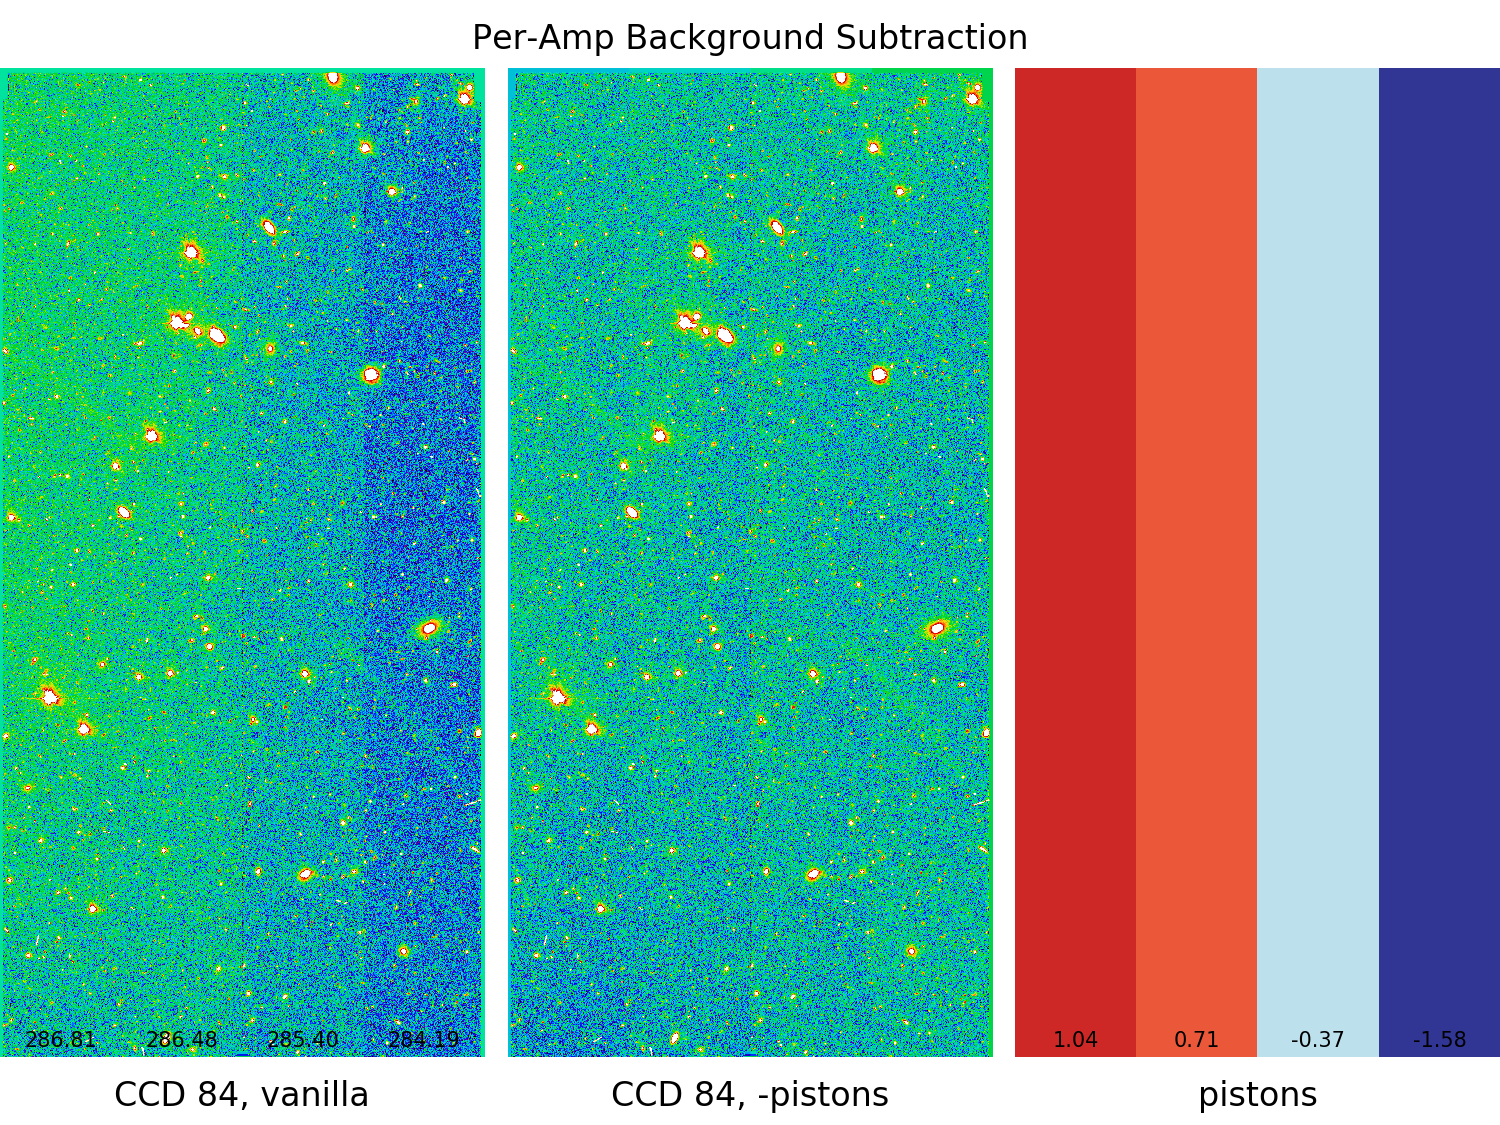 Per-Amp Background Subtraction
286.81 286.48 285.40 284.19
1.04 0.71 -0.37 -1.58
CCD 84, vanilla
CCD 84, -pistons
pistons